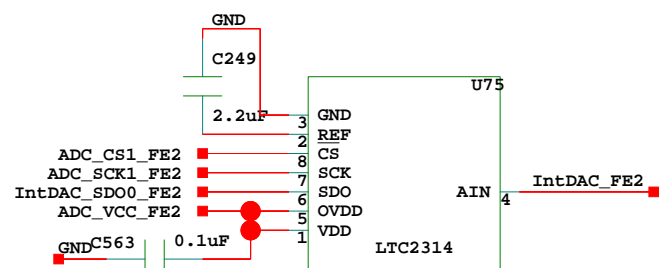 GND
C249
U75
2.2uF
3 GND
2 REF
ADC_CS1_FE2 8 CS
ADC_SCK1_FE2 7 SCK
IntDAC_SDO0_FE2 6 SDO AIN 4 IntDAC_FE2
ADC_VCC_FE2 5 OVDD
1 VDD
GND C563 0.1uF LTC2314